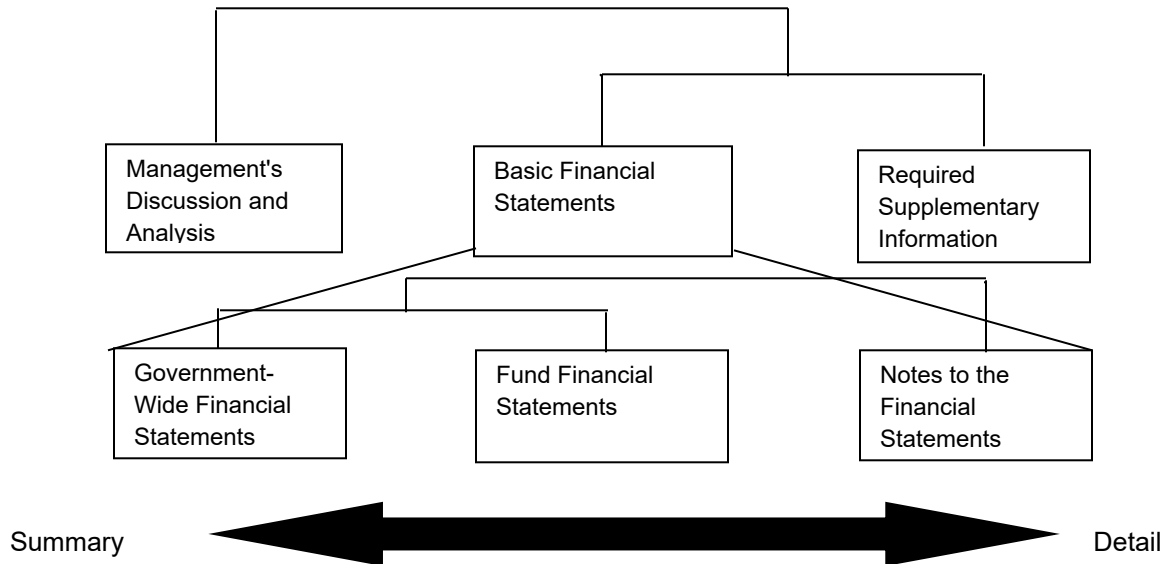 Management's
Discussion and
Analysis
Basic Financial
Statements
Required
Supplementary
Information
Government-
Wide Financial
Statements
Fund Financial
Statements
Notes to the
Financial
Statements
Summary
Detail